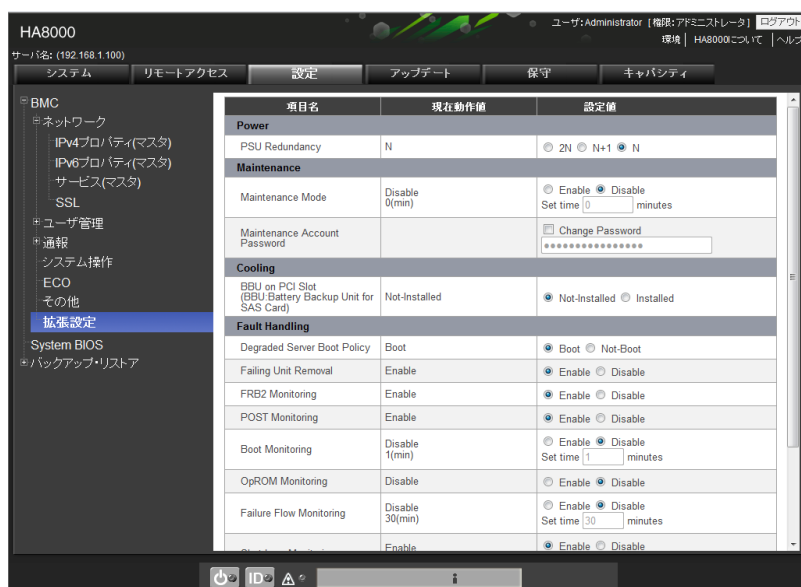 HA8000
ユーザ:Administrator [権限:アドミニストレータ] ログアウト
環境 | HA8000について | ヘルプ
サーバ名: (192.168.1.100)
システム リモートアクセス 設定 アップデート 保守 キャパシティ
BMC
ネットワーク
IPv4プロパティ(マスタ)
IPv6プロパティ(マスタ)
サービス(マスタ)
SSL
ユーザ管理
通報
システム操作
ECO
その他
拡張設定
System BIOS
バックアップ・リストア
項目名 現在動作値 設定値
Power
PSU Redundancy N 2N N+1 N
Maintenance
Maintenance Mode Disable 0(min) Enable Disable
Set time 0 minutes
Maintenance Account Password Change Password
••••••••••••••••
Cooling
BBU on PCI Slot (BBU:Battery Backup Unit for SAS Card) Not-Installed Not-Installed Installed
Fault Handling
Degraded Server Boot Policy Boot Boot Not-Boot
Failing Unit Removal Enable Enable Disable
FRB2 Monitoring Enable Enable Disable
POST Monitoring Enable Enable Disable
Boot Monitoring Disable 1(min) Enable Disable
Set time 1 minutes
OpROM Monitoring Disable Enable Disable
Failure Flow Monitoring Disable 30(min) Enable Disable
Set time 30 minutes
Enable Enable Disable
ID